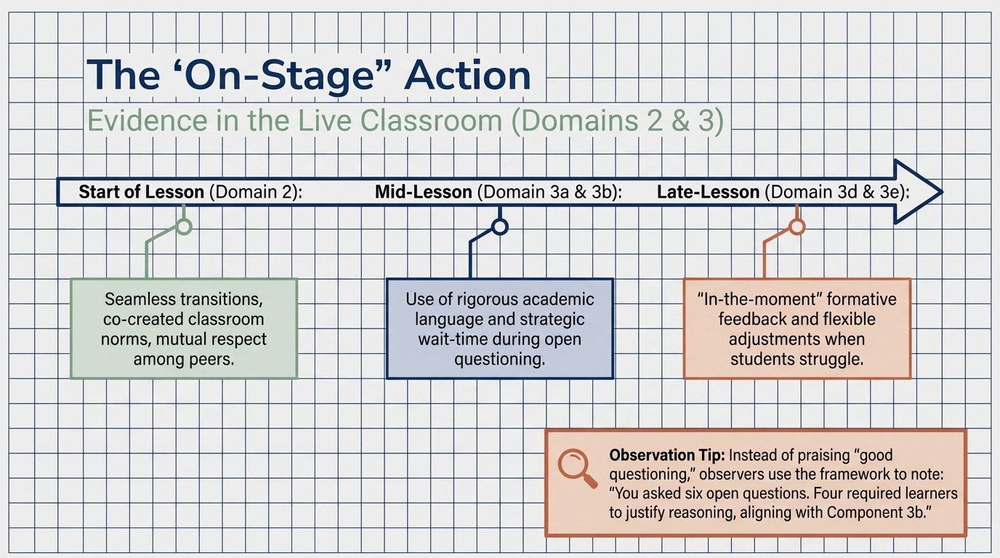 The ‘On-Stage” Action
Evidence in the Live Classroom (Domains 2 & 3)
Start of Lesson (Domain 2):
Mid-Lesson (Domain 3a & 3b):
Late-Lesson (Domain 3d & 3e):
Seamless transitions,
co-created classroom
norms, mutual respect
among peers.
Use of rigorous academic
language and strategic
wait-time during open
questioning.
“In-the-moment” formative
feedback and flexible
adjustments when
students struggle.
Observation Tip: Instead of praising “good
questioning,” observers use the framework to note:
“You asked six open questions. Four required learners
to justify reasoning, aligning with Component 3b.”